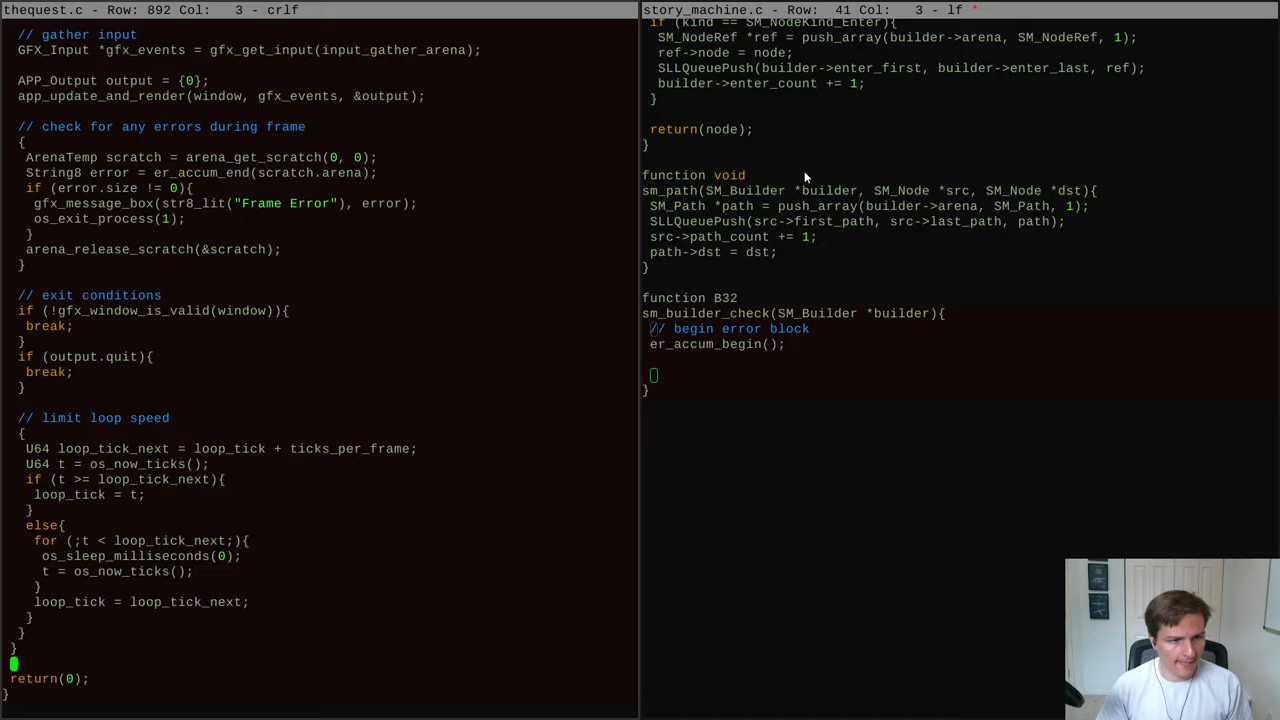 thequest.c - Row: 892 Col:   3 - crlf
// gather input
GFX_Input *gfx_events = gfx_get_input(input_gather_arena);
APP_Output output = {0};
app_update_and_render(window, gfx_events, &output);
// check for any errors during frame
{
ArenaTemp scratch = arena_get_scratch(0, 0);
String8 error = er_accum_end(scratch.arena);
if (error.size != 0){
gfx_message_box(str8_lit("Frame Error"), error);
os_exit_process(1);
}
arena_release_scratch(&scratch);
}
// exit conditions
if (!gfx_window_is_valid(window)){
break;
}
if (output.quit){
break;
}
// limit loop speed
{
U64 loop_tick_next = loop_tick + ticks_per_frame;
U64 t = os_now_ticks();
if (t >= loop_tick_next){
loop_tick = t;
}
else{
for (;t < loop_tick_next;){
os_sleep_milliseconds(0);
t = os_now_ticks();
}
loop_tick = loop_tick_next;
}
}
}
return(0);
}
story_machine.c - Row:  41 Col:   3 - lf *
if (kind == SM_NodeKind_Enter){
SM_NodeRef *ref = push_array(builder->arena, SM_NodeRef, 1);
ref->node = node;
SLLQueuePush(builder->enter_first, builder->enter_last, ref);
builder->enter_count += 1;
}
return(node);
}
function void
sm_path(SM_Builder *builder, SM_Node *src, SM_Node *dst){
SM_Path *path = push_array(builder->arena, SM_Path, 1);
SLLQueuePush(src->first_path, src->last_path, path);
src->path_count += 1;
path->dst = dst;
}
function B32
sm_builder_check(SM_Builder *builder){
// begin error block
er_accum_begin();
}